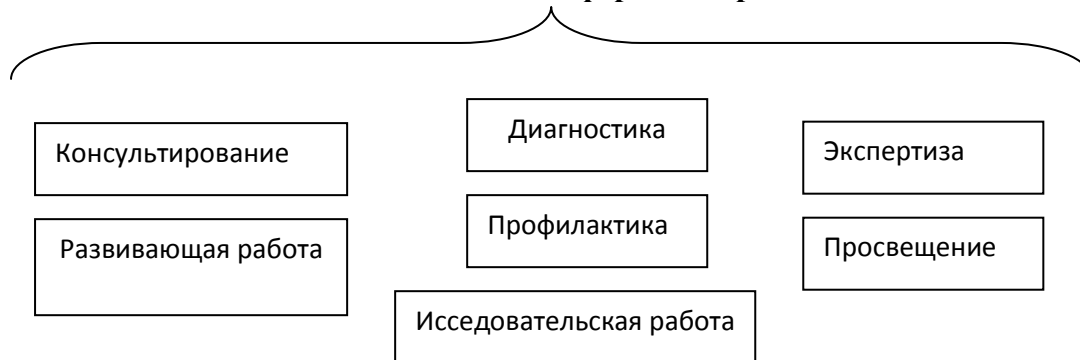 Консультирование
Диагностика
Экспертиза
Развивающая работа
Профилактика
Просвещение
Исседовательская работа